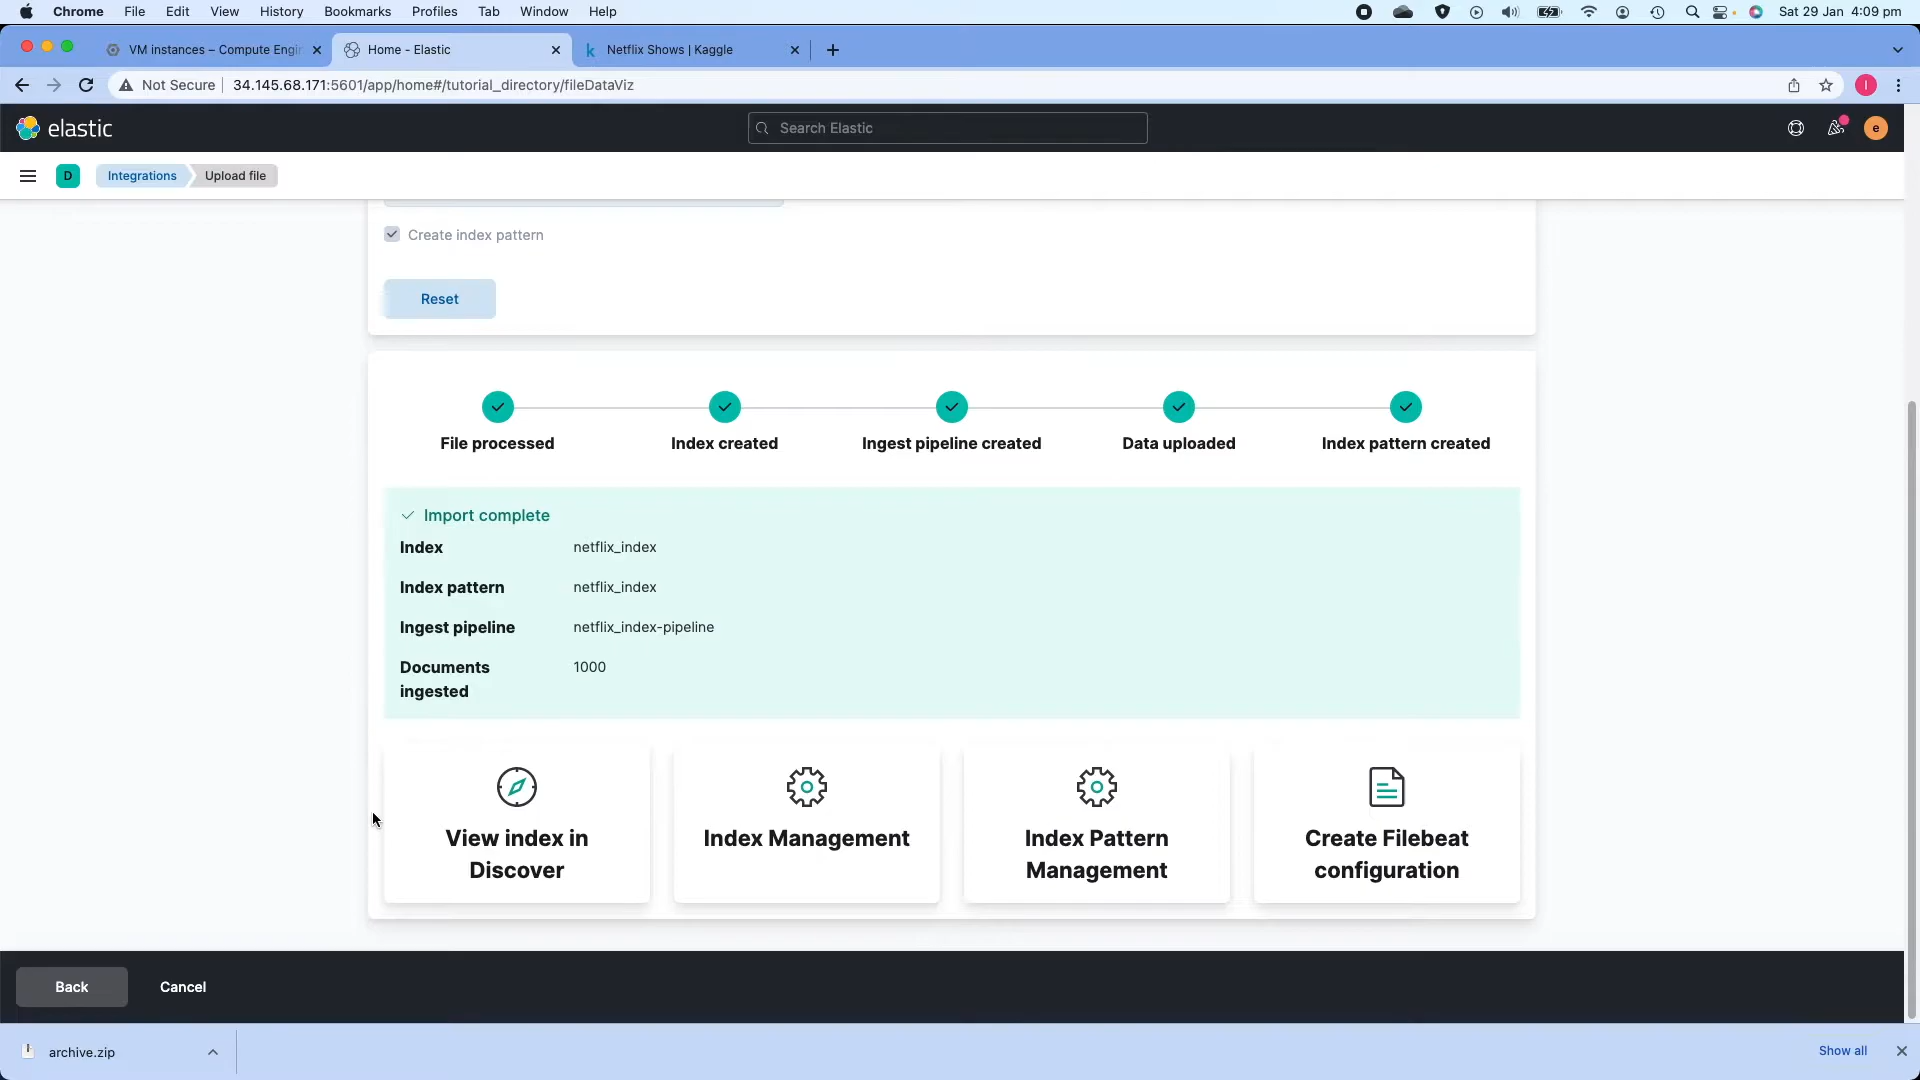 Chrome File Edit View History Bookmarks Profiles Tab Window Help Sat 29 Jan 4:09 pm
VM instances – Compute Engin Home - Elastic k Netflix Shows | Kaggle
Not Secure 34.145.68.171:5601/app/home#/tutorial_directory/fileDataViz I
elastic Search Elastic e
D Integrations Upload file
Create index pattern
Reset
File processed Index created Ingest pipeline created Data uploaded Index pattern created
Import complete
Index netflix_index
Index pattern netflix_index
Ingest pipeline netflix_index-pipeline
Documents 1000
ingested
View index in Index Management Index Pattern Create Filebeat
Discover Management configuration
Back Cancel
archive.zip Show all